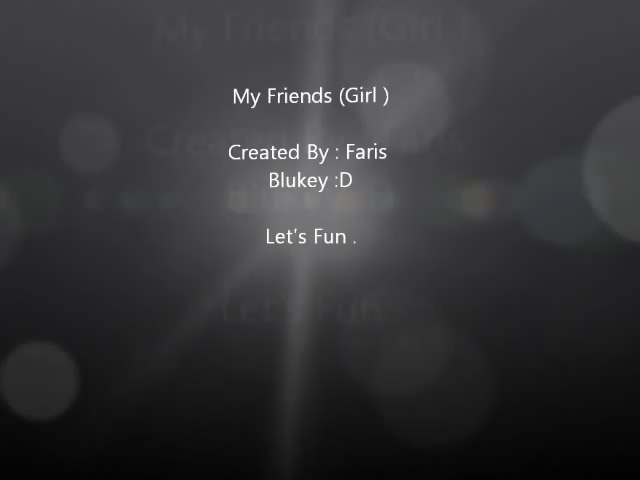 My Friends (Girl )
Created By : Faris
Blukey :D
Let's Fun .